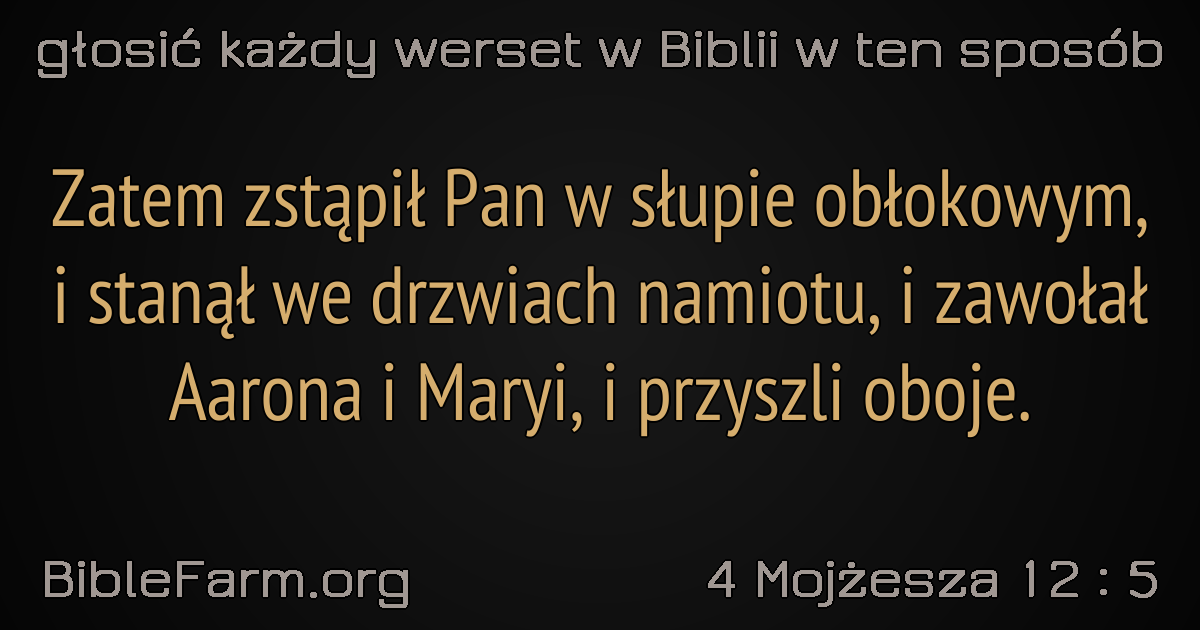 głosić każdy werset w Biblii w ten sposób
Zatem zstąpił Pan w słupie obłokowym,
i stanął we drzwiach namiotu, i zawołał
Aarona i Maryi, i przyszli oboje.
BibleFarm.org
4 Mojżesza 12 : 5